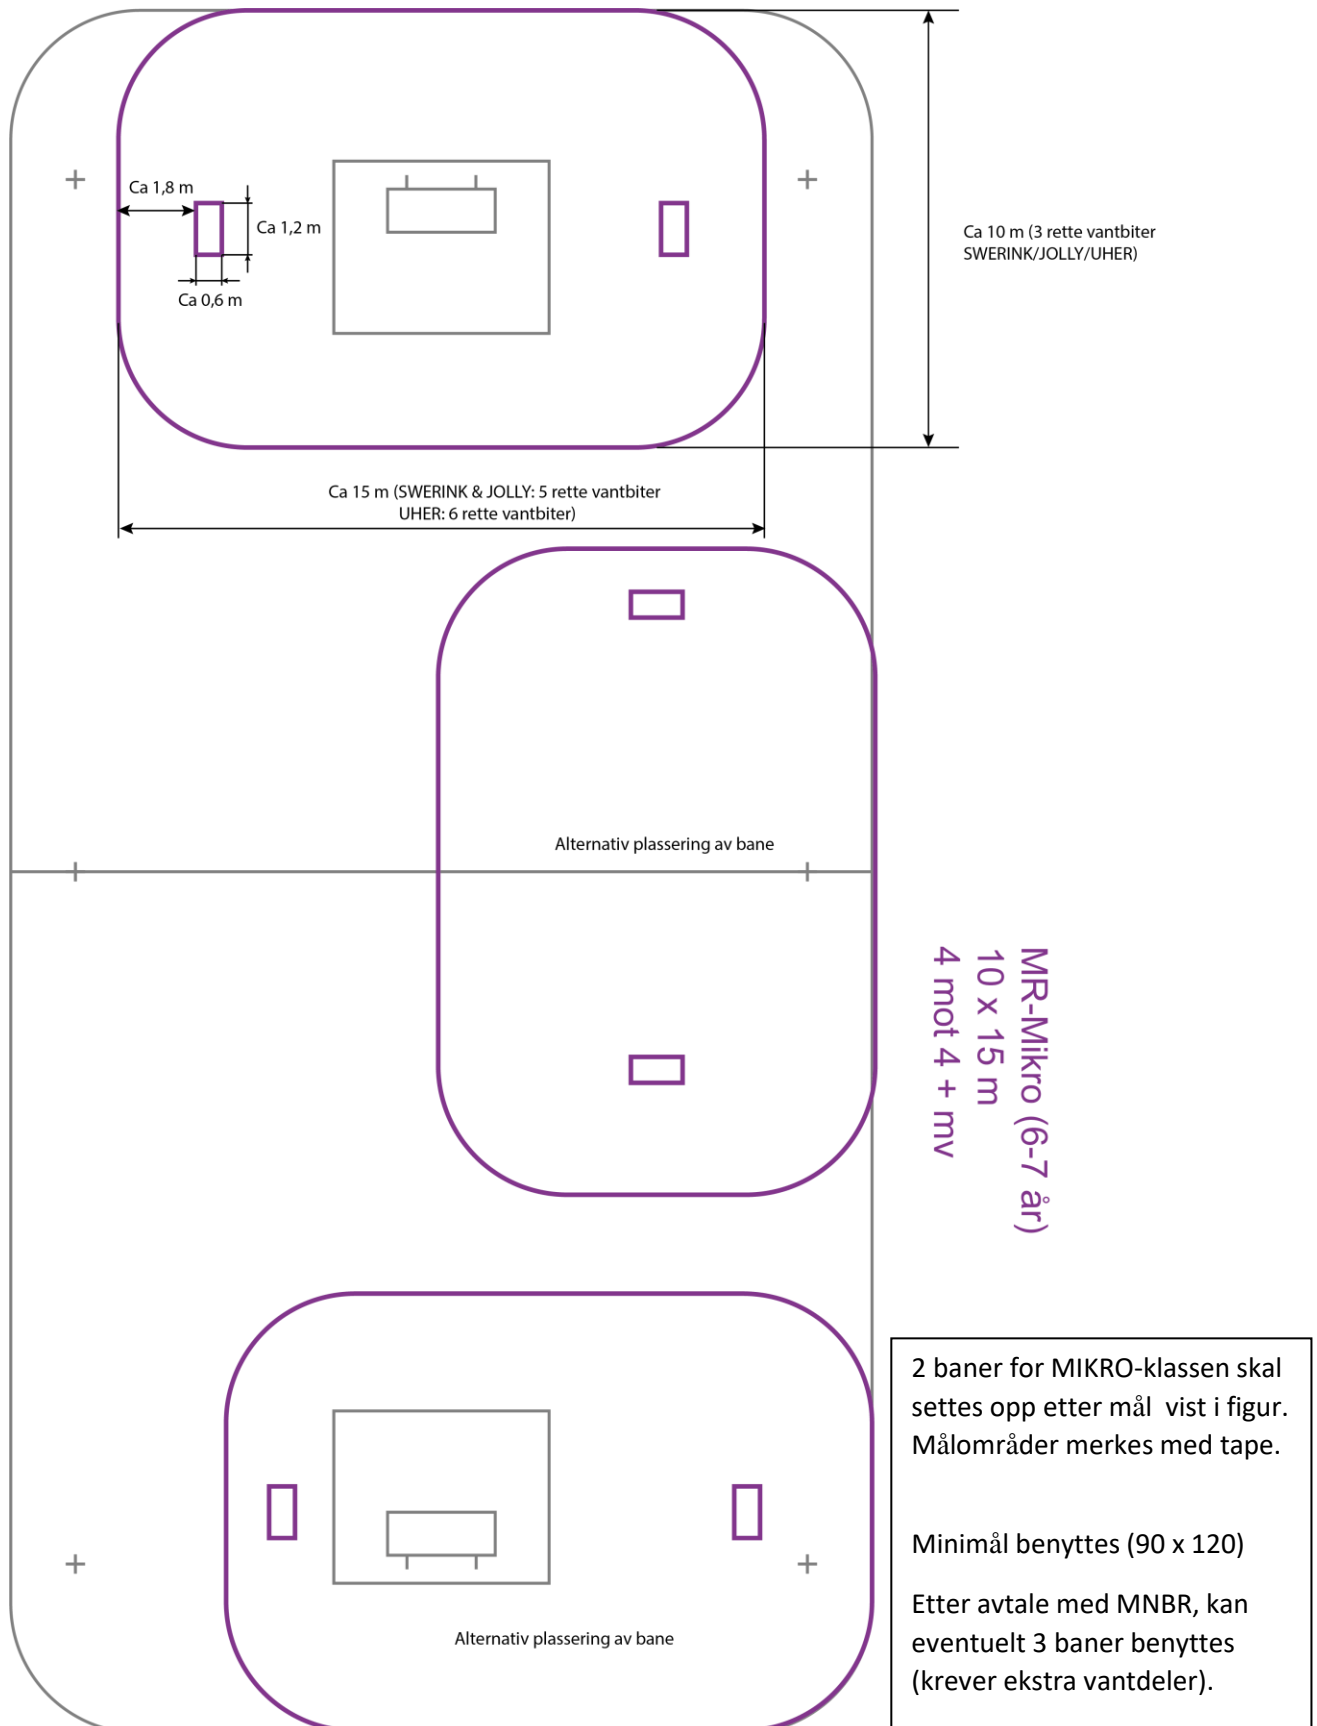 Ca 1,8 m
Ca 1,2 m
Ca 0,6 m
Ca 10 m (3 rette vantbiter
SWERINK/JOLLY/UHER)
Ca 15 m (SWERINK & JOLLY: 5 rette vantbiter
UHER: 6 rette vantbiter)
Alternativ plassering av bane
MR-Mikro (6-7 år)
10 x 15 m
4 mot 4 + mv
2 baner for MIKRO-klassen skal
settes opp etter mål vist i figur.
Målområder merkes med tape.
Minimål benyttes (90 x 120)
Etter avtale med MNBR, kan
eventuelt 3 baner benyttes
(krever ekstra vantdeler).
Alternativ plassering av bane